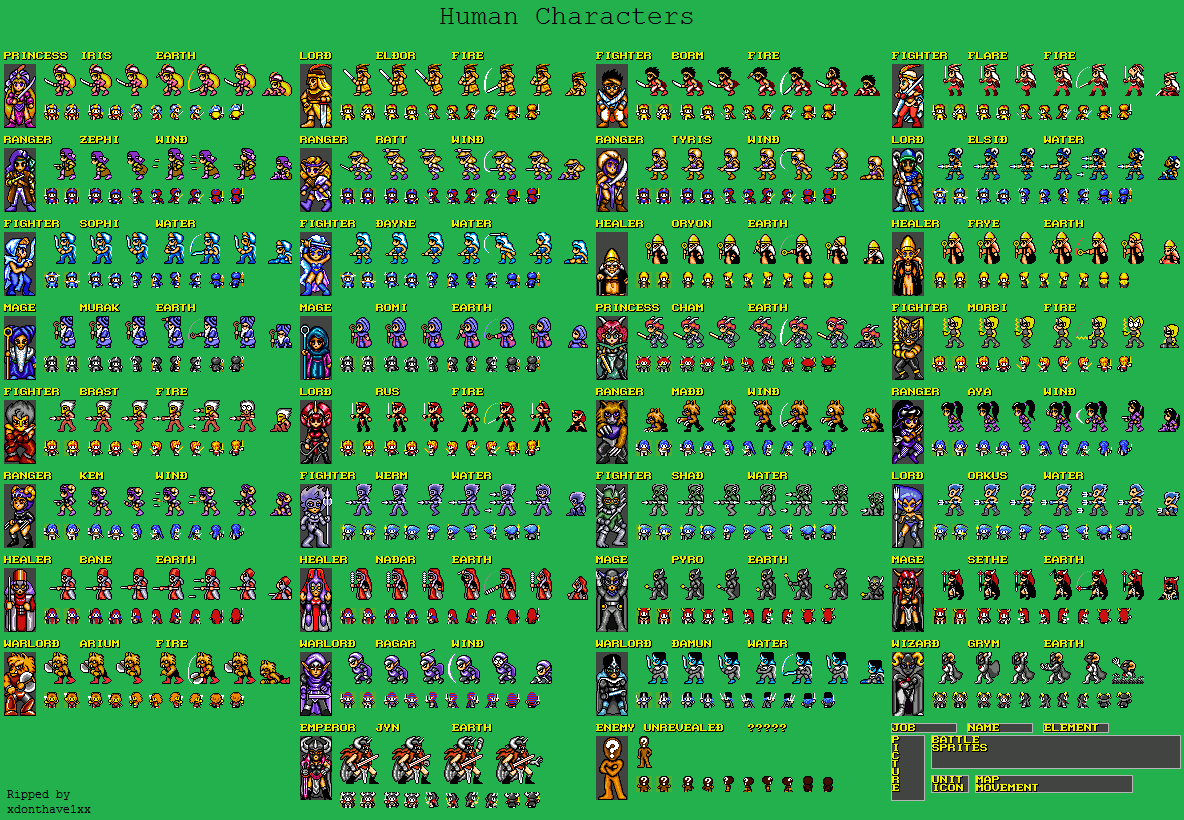 Human Characters
PRINCESS IRIS EARTH
LORD ELDOR FIRE
FIGHTER BORM FIRE
FIGHTER FLARE FIRE
RANGER ZEPHI WIND
RANGER RATT WIND
RANGER TYRIS WIND
LORD ELSID WATER
FIGHTER SOPHI WATER
FIGHTER DAYNE WATER
HEALER ORYON EARTH
HEALER FRYE EARTH
MAGE MURAK EARTH
MAGE ROMI EARTH
PRINCESS CHAM EARTH
FIGHTER MORBI FIRE
FIGHTER BRAST FIRE
LORD RUS FIRE
RANGER MADD WIND
RANGER AYA WIND
RANGER KEM WIND
FIGHTER WERM WATER
FIGHTER SHAD WATER
LORD ORKUS WATER
HEALER BANE EARTH
HEALER NADAR EARTH
MAGE PYRO EARTH
MAGE SETHE EARTH
WARLORD ARIUM FIRE
WARLORD RAGAR WIND
WARLORD DAMUN WATER
WIZARD GRYM EARTH
EMPEROR JYN EARTH
ENEMY UNREVEALED ?????
JOB NAME ELEMENT
PICTURE
BATTLE
SPRITES
UNIT
ICON
MAP
MOVEMENT
Ripped by
xdonthave1xx